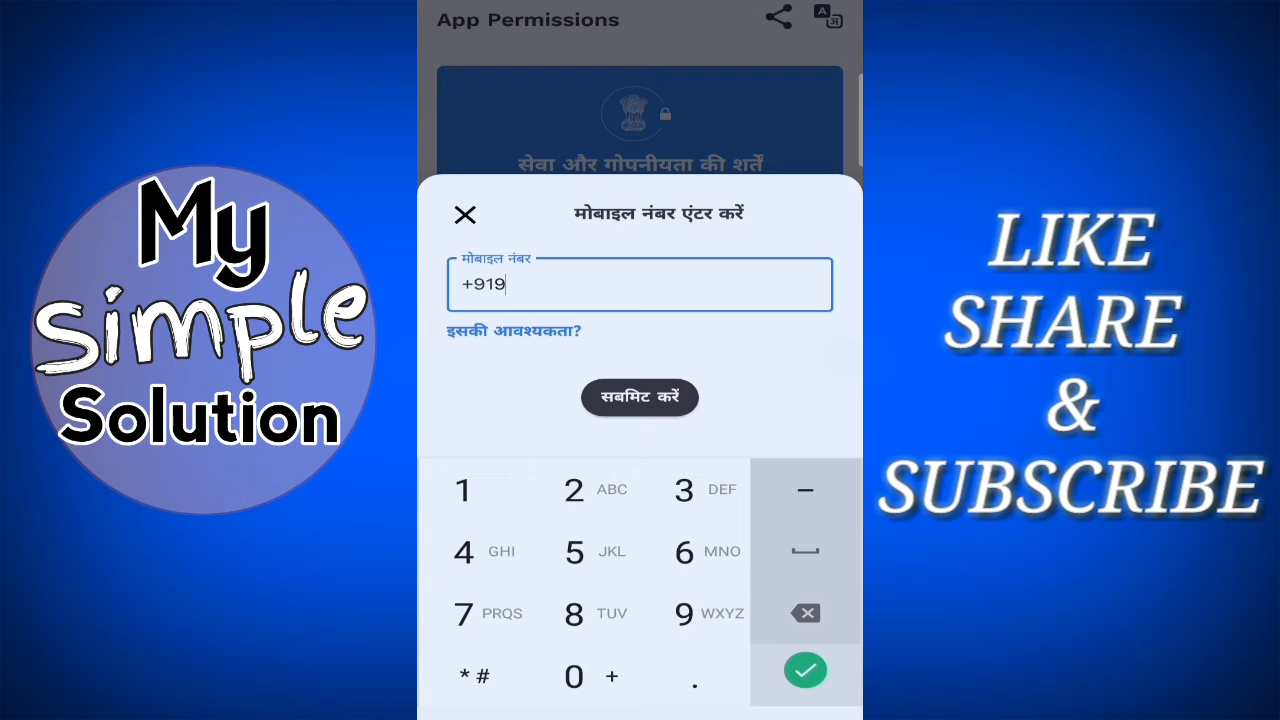 My
Simple
Solution
App Permissions
A
अ
सेवा और गोपनीयता की शर्तें
मोबाइल नंबर एंटर करें
मोबाइल नंबर
+919
इसकी आवश्यकता?
सबमिट करें
1 2 ABC 3 DEF –
4 GHI 5 JKL 6 MNO
7 PRQS 8 TUV 9 WXYZ
* # 0 + .
LIKE
SHARE
&
SUBSCRIBE